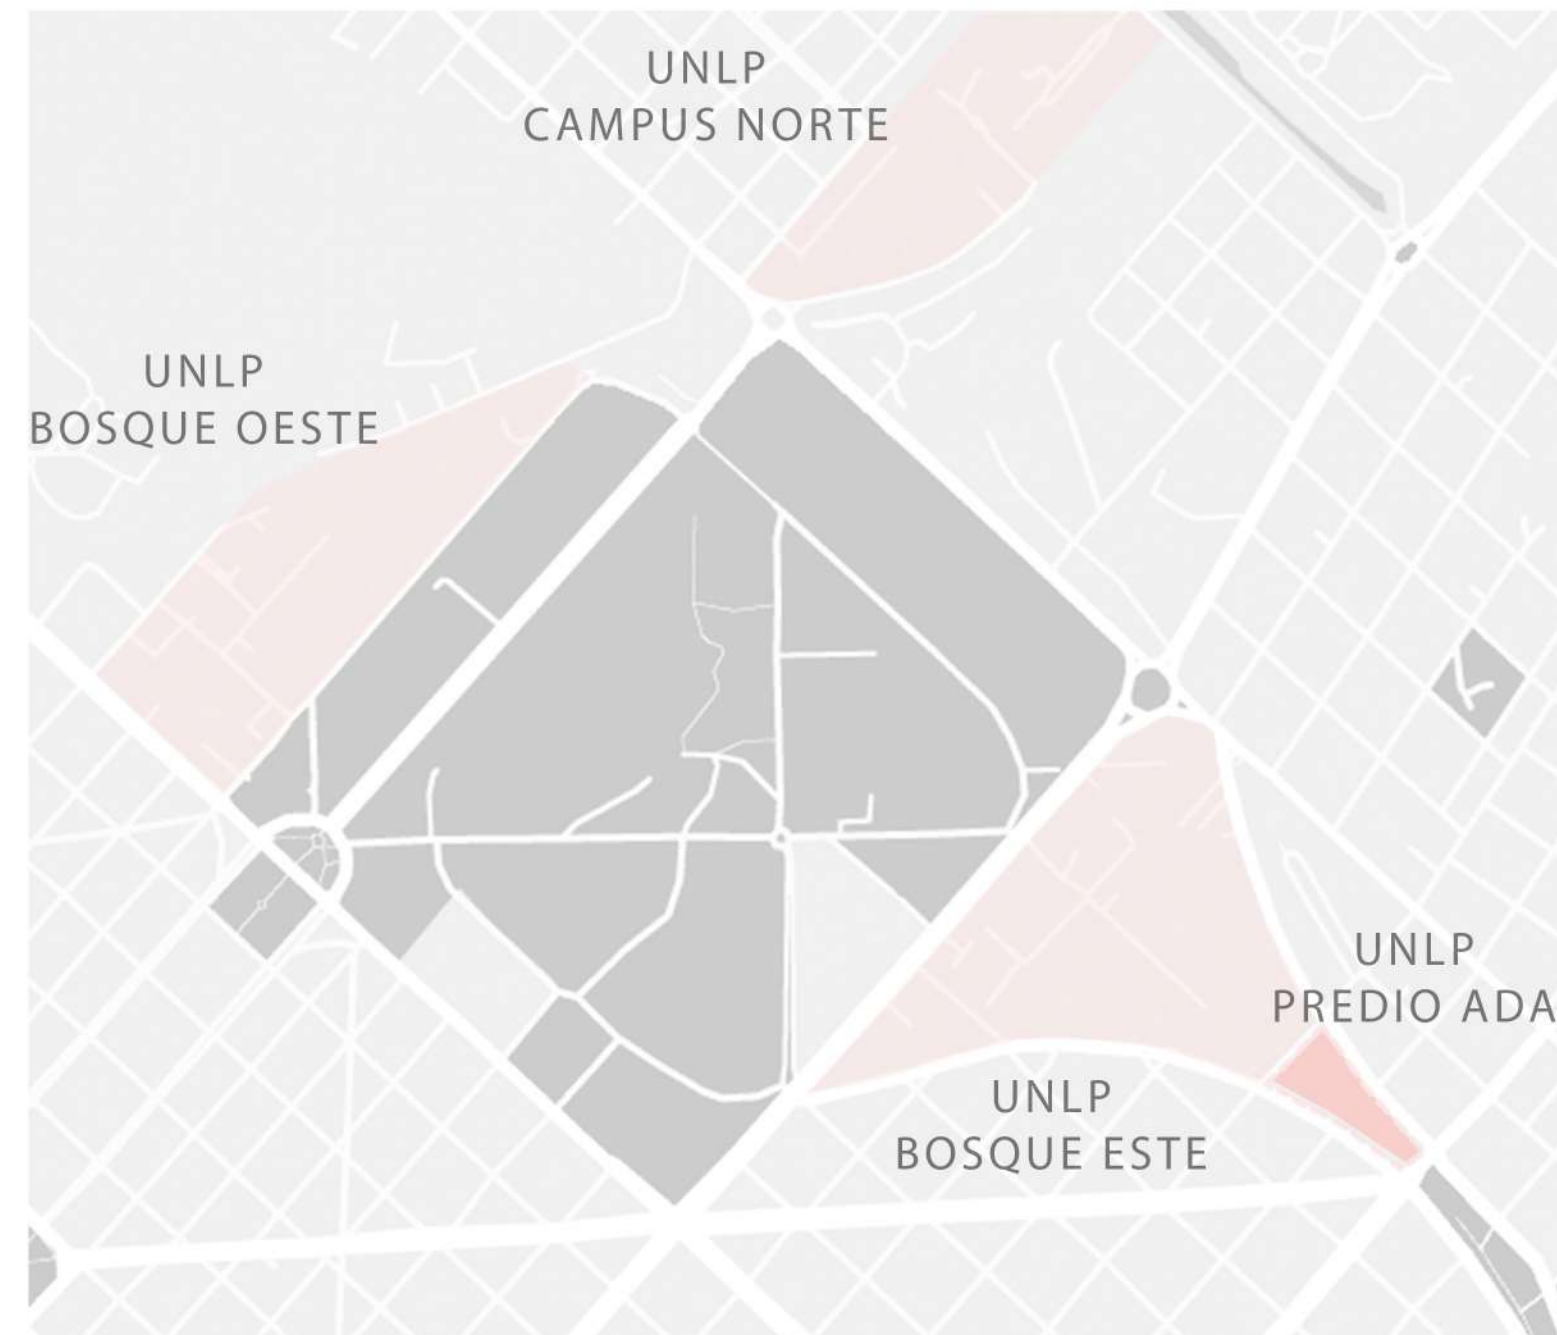 UNLP
CAMPUS NORTE
UNLP
BOSQUE OESTE
UNLP
PREDIO ADA
UNLP
BOSQUE ESTE